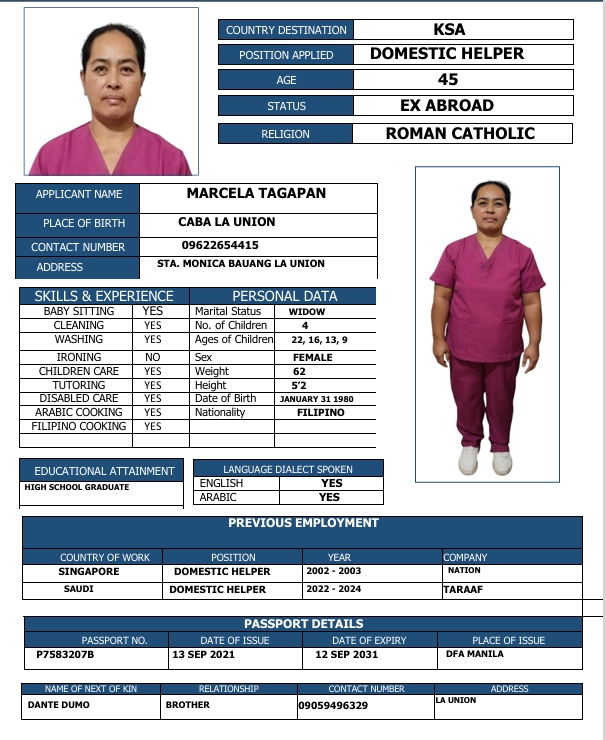 COUNTRY DESTINATION KSA
POSITION APPLIED DOMESTIC HELPER
AGE 45
STATUS EX ABROAD
RELIGION ROMAN CATHOLIC
APPLICANT NAME MARCELA TAGAPAN
PLACE OF BIRTH CABA LA UNION
CONTACT NUMBER 09622654415
ADDRESS STA. MONICA BAUANG LA UNION
SKILLS & EXPERIENCE PERSONAL DATA
BABY SITTING YES Marital Status WIDOW
CLEANING YES No. of Children 4
WASHING YES Ages of Children 22, 16, 13, 9
IRONING NO Sex FEMALE
CHILDREN CARE YES Weight 62
TUTORING YES Height 5'2
DISABLED CARE YES Date of Birth JANUARY 31 1980
ARABIC COOKING YES Nationality FILIPINO
FILIPINO COOKING YES
EDUCATIONAL ATTAINMENT
HIGH SCHOOL GRADUATE
LANGUAGE DIALECT SPOKEN
ENGLISH YES
ARABIC YES
PREVIOUS EMPLOYMENT
COUNTRY OF WORK POSITION YEAR COMPANY
SINGAPORE DOMESTIC HELPER 2002 - 2003 NATION
SAUDI DOMESTIC HELPER 2022 - 2024 TARAAF
PASSPORT DETAILS
PASSPORT NO. DATE OF ISSUE DATE OF EXPIRY PLACE OF ISSUE
P7583207B 13 SEP 2021 12 SEP 2031 DFA MANILA
NAME OF NEXT OF KIN RELATIONSHIP CONTACT NUMBER ADDRESS
DANTE DUMO BROTHER 09059496329 LA UNION